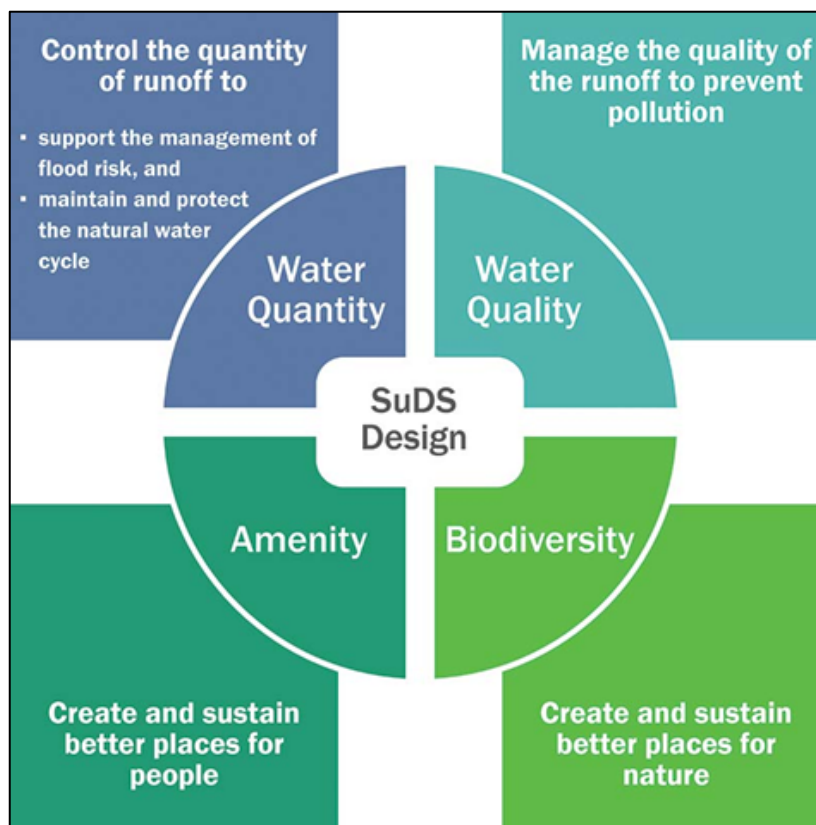 Control the quantity
of runoff to
▪ support the management of
flood risk, and
▪ maintain and protect
the natural water
cycle
Manage the quality of
the runoff to prevent
pollution
Water
Quantity
Water
Quality
SuDS
Design
Amenity
Biodiversity
Create and sustain
better places for
people
Create and sustain
better places for
nature